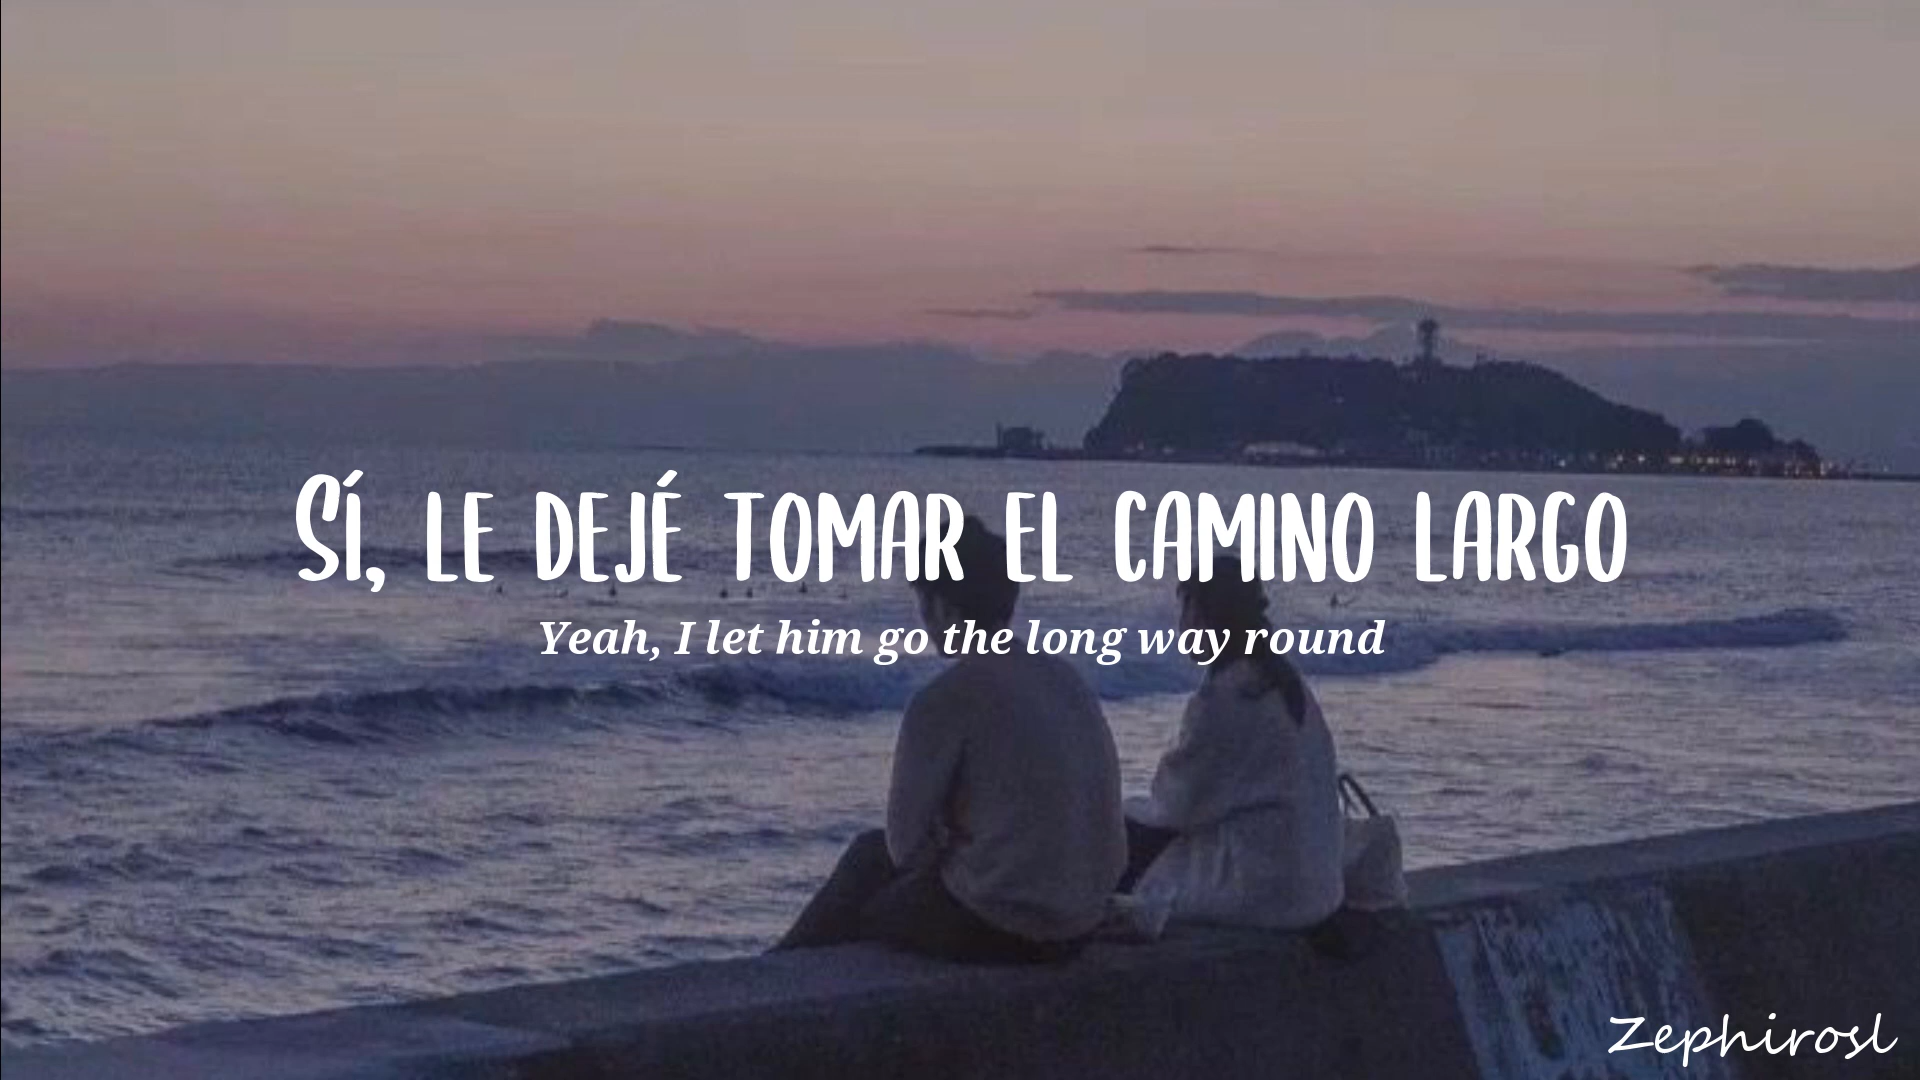 Sí, le dejé tomar el camino largo
Yeah, I let him go the long way round
Zephirosl